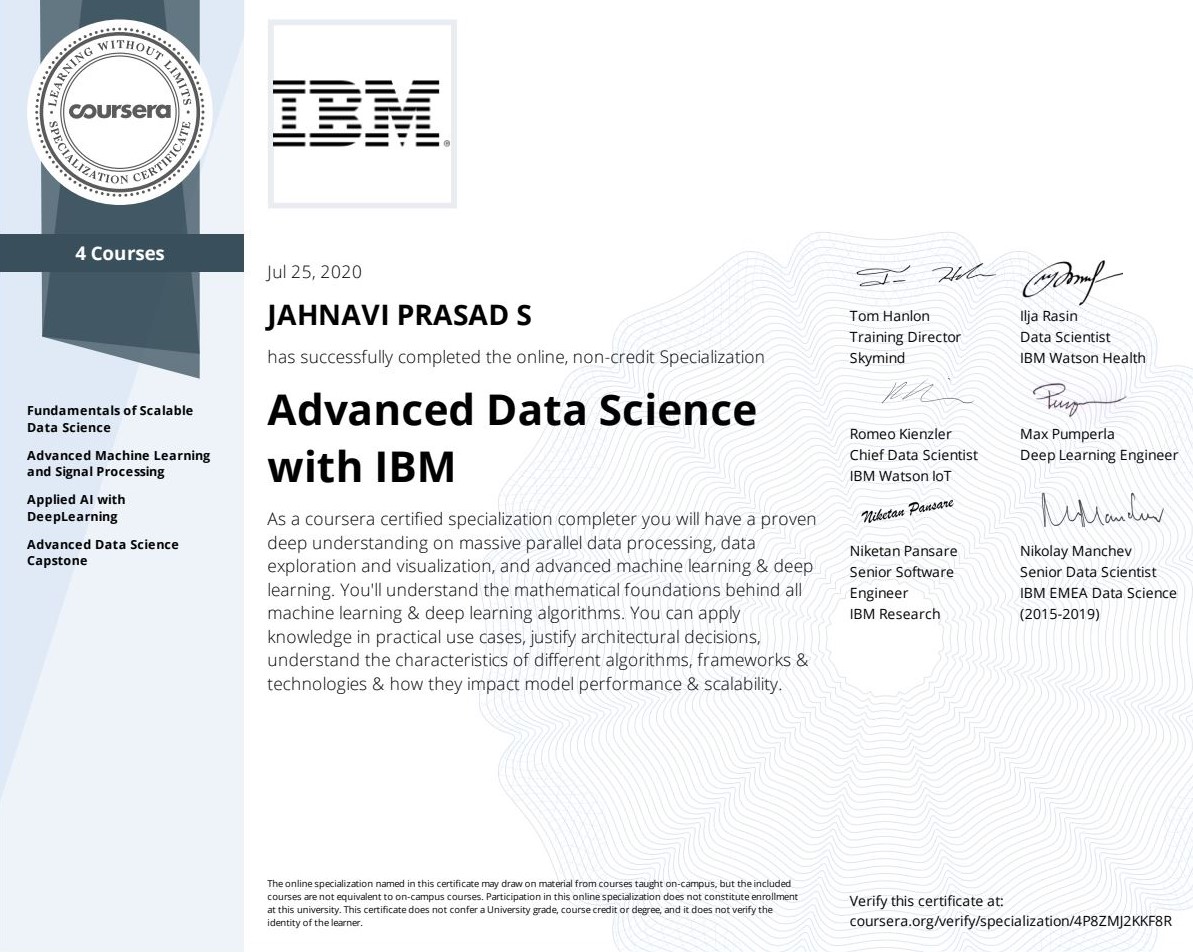 LEARNING WITHOUT LIMITS
coursera
SPECIALIZATION CERTIFICATE
4 Courses
Fundamentals of Scalable
Data Science
Advanced Machine Learning
and Signal Processing
Applied AI with
DeepLearning
Advanced Data Science
Capstone
IBM®
Jul 25, 2020
JAHNAVI PRASAD S
has successfully completed the online, non-credit Specialization
Advanced Data Science
with IBM
As a coursera certified specialization completer you will have a proven
deep understanding on massive parallel data processing, data
exploration and visualization, and advanced machine learning & deep
learning. You'll understand the mathematical foundations behind all
machine learning & deep learning algorithms. You can apply
knowledge in practical use cases, justify architectural decisions,
understand the characteristics of different algorithms, frameworks &
technologies & how they impact model performance & scalability.
Tom Hanlon
Training Director
Skymind
Ilja Rasin
Data Scientist
IBM Watson Health
Romeo Kienzler
Chief Data Scientist
IBM Watson IoT
Max Pumperla
Deep Learning Engineer
Niketan Pansare
Niketan Pansare
Senior Software
Engineer
IBM Research
Nikolay Manchev
Senior Data Scientist
IBM EMEA Data Science
(2015-2019)
The online specialization named in this certificate may draw on material from courses taught on-campus, but the included
courses are not equivalent to on-campus courses. Participation in this online specialization does not constitute enrollment
at this university. This certificate does not confer a University grade, course credit or degree, and it does not verify the
identity of the learner.
Verify this certificate at:
coursera.org/verify/specialization/4P8ZMJ2KKF8R